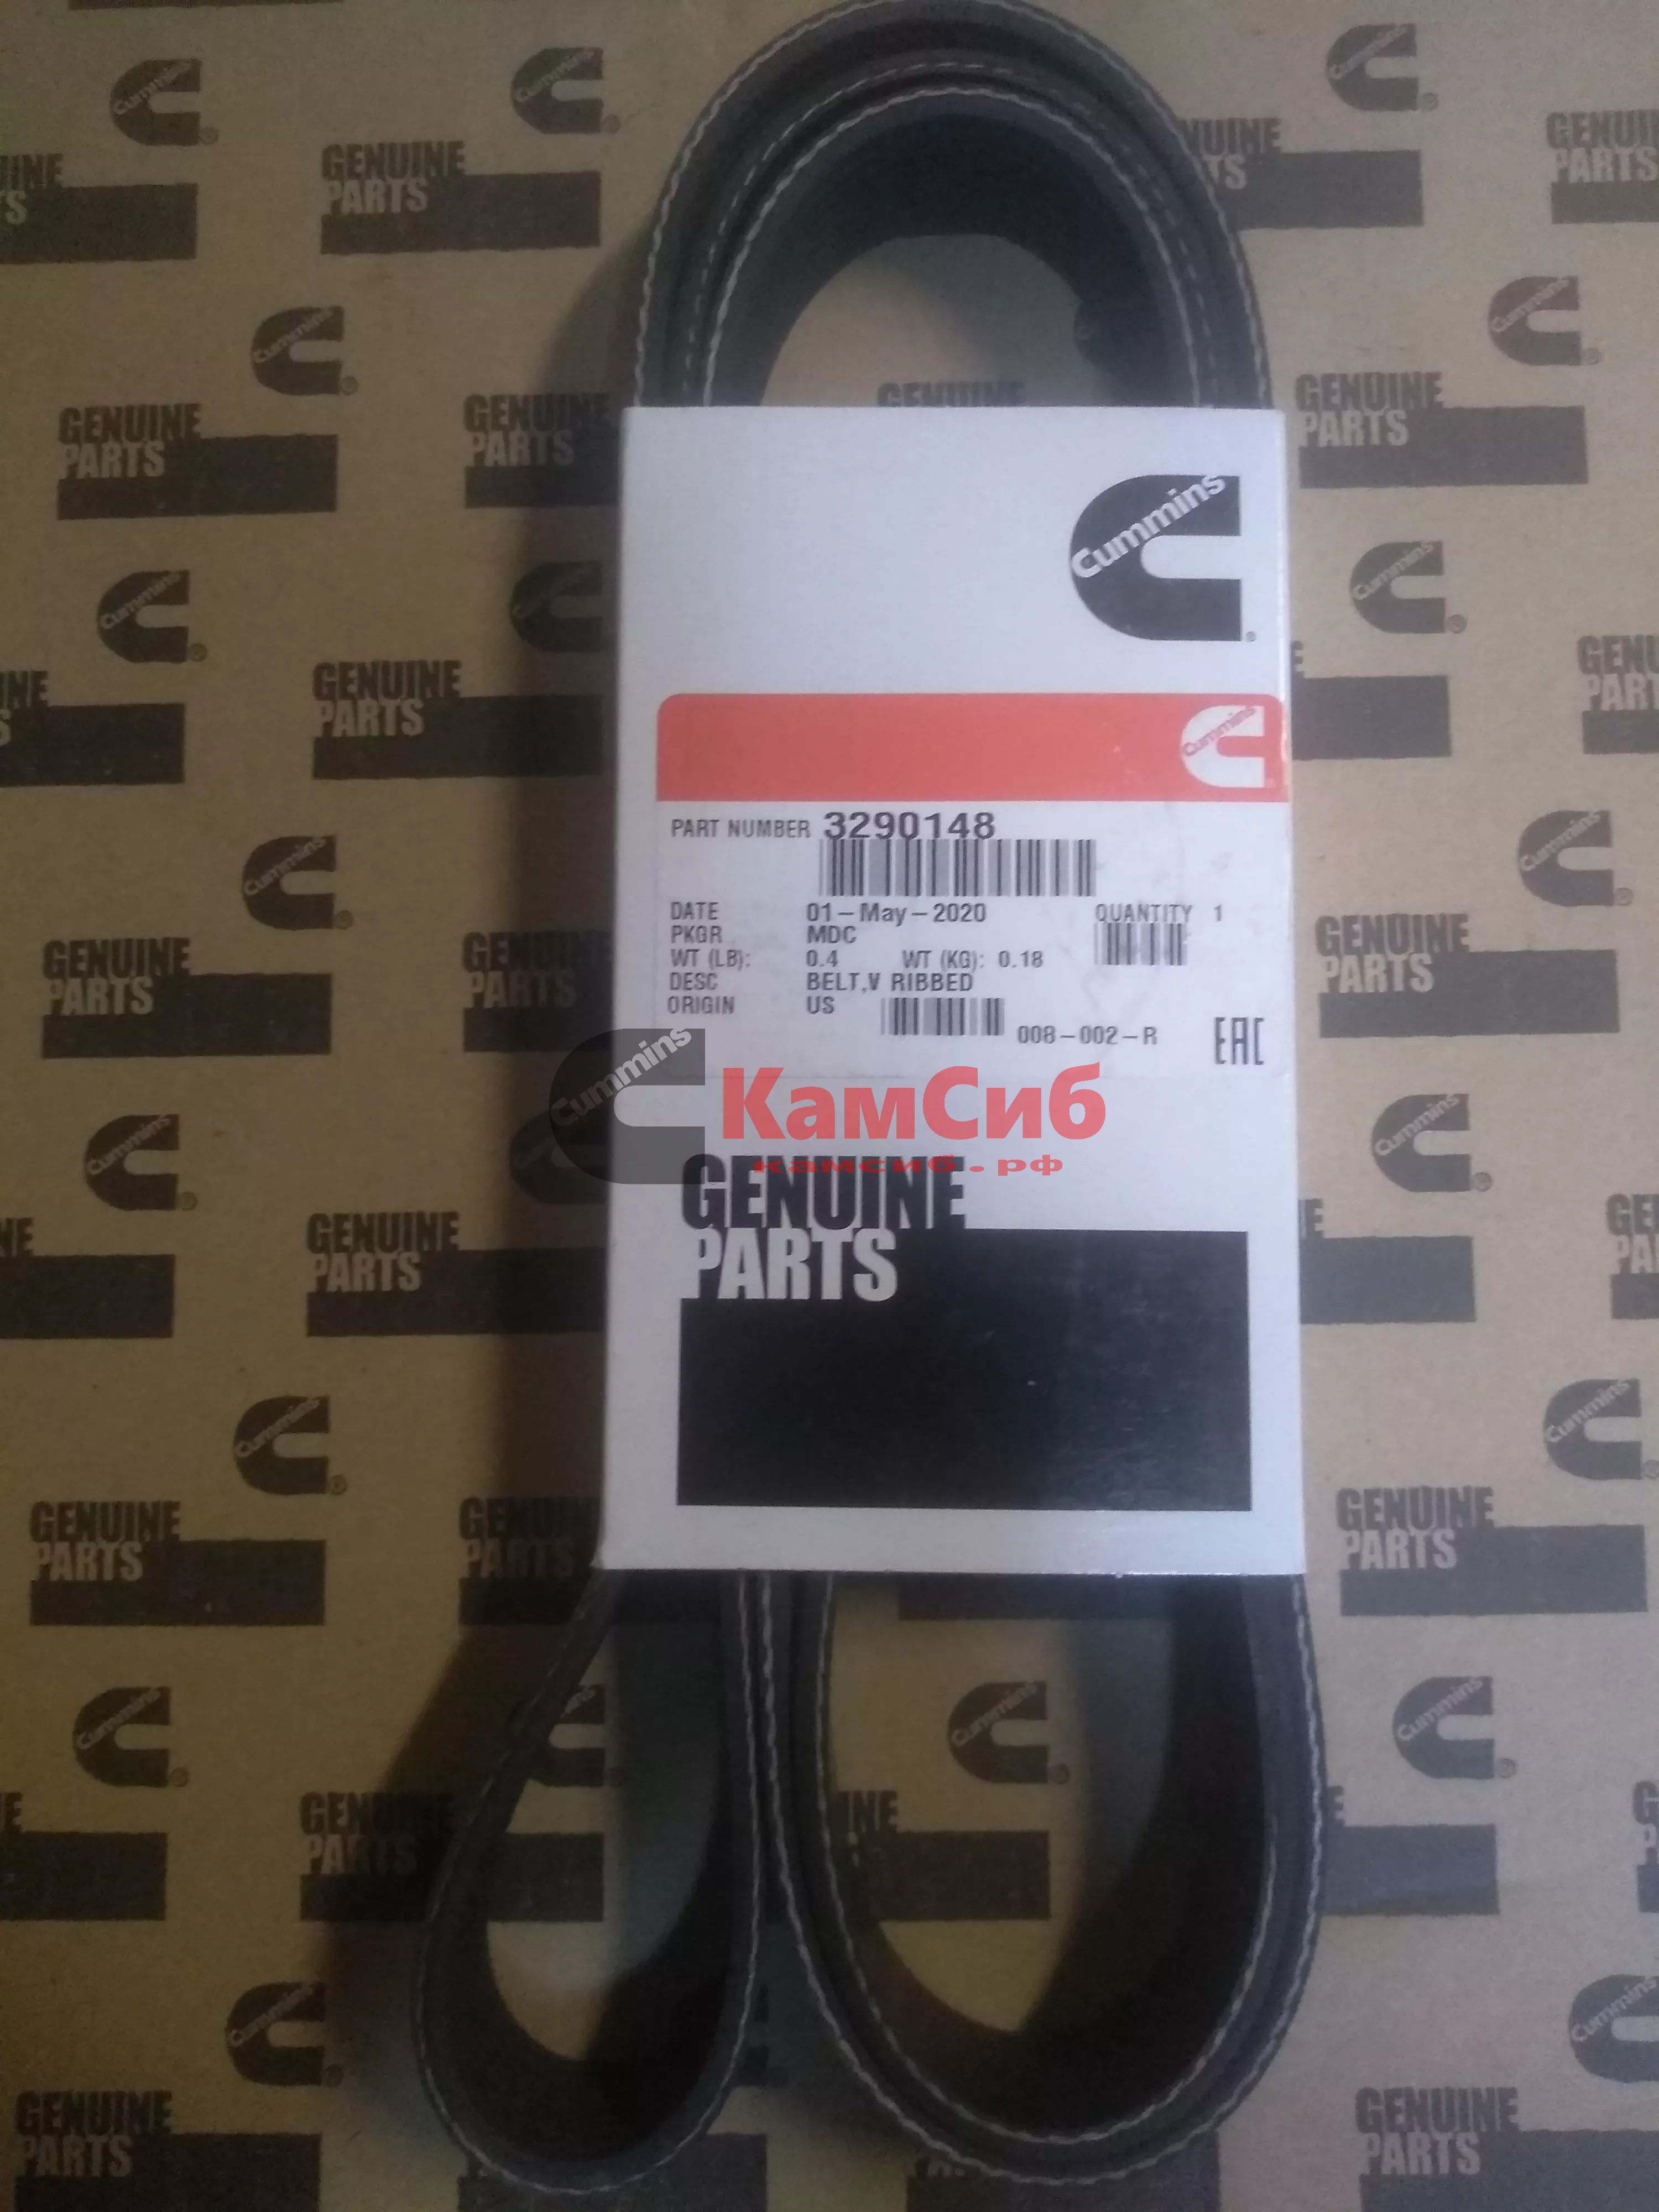 Cummins
Cummins
PART NUMBER 3290148
DATE 01-May-2020 QUANTITY 1
PKGR MDC
WT (LB): 0.4 WT (KG): 0.18
DESC BELT,V RIBBED
ORIGIN US
008-002-R EAC
Cummins
КамСиб
камсиб.рф
GENUINE
PARTS